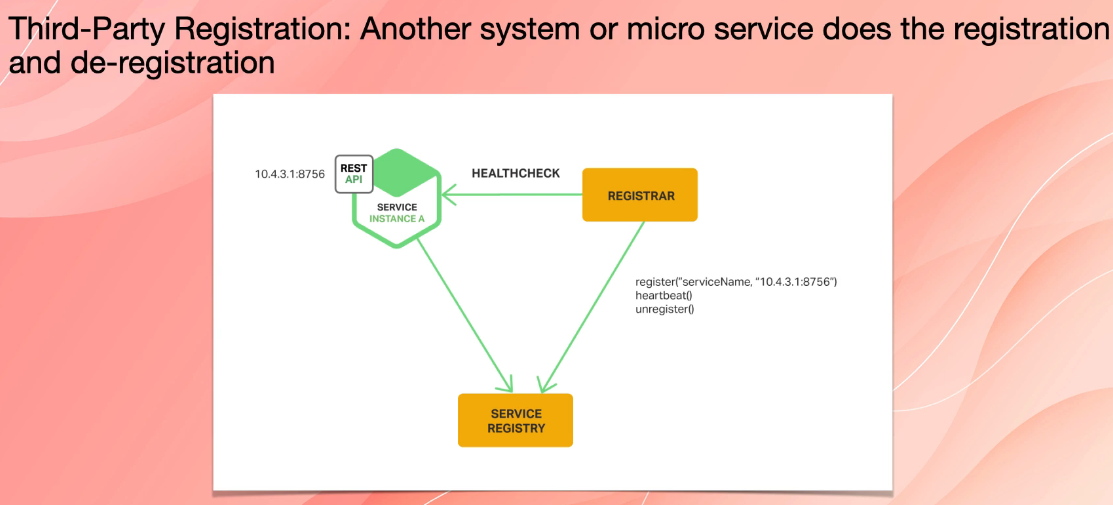 Third-Party Registration: Another system or micro service does the registration
and de-registration
10.4.3.1:8756
REST
API
HEALTHCHECK
REGISTRAR
SERVICE
INSTANCE A
register("serviceName, "10.4.3.1:8756")
heartbeat()
unregister()
SERVICE
REGISTRY